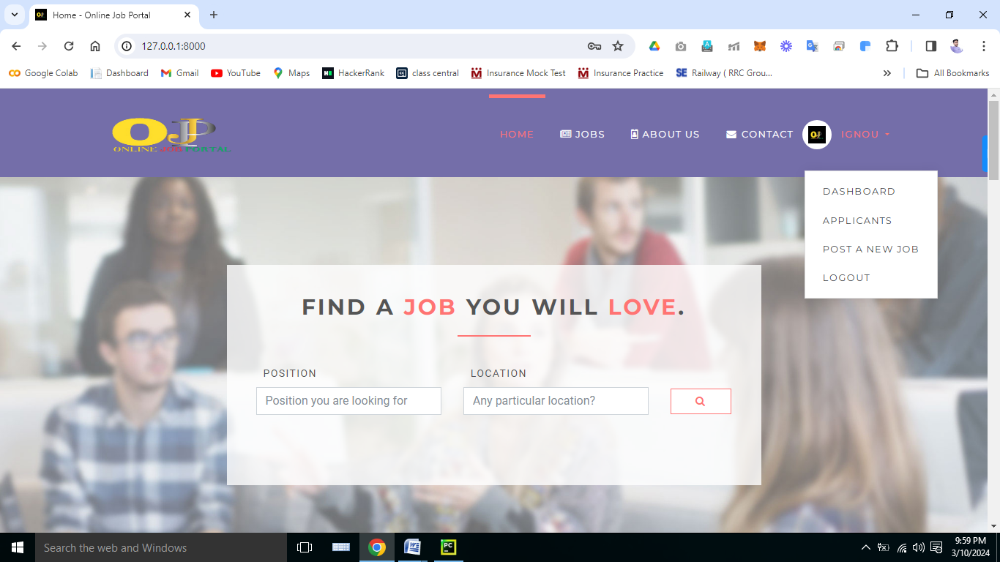 Home - Online Job Portal
127.0.0.1:8000
Google Colab
Dashboard
Gmail
YouTube
Maps
HackerRank
class central
Insurance Mock Test
Insurance Practice
Railway ( RRC Grou...
All Bookmarks
OJP
ONLINE JOB PORTAL
HOME
JOBS
ABOUT US
CONTACT
IGNOU
DASHBOARD
APPLICANTS
POST A NEW JOB
LOGOUT
FIND A JOB YOU WILL LOVE.
POSITION
LOCATION
Position you are looking for
Any particular location?
Search the web and Windows
9:59 PM
3/10/2024